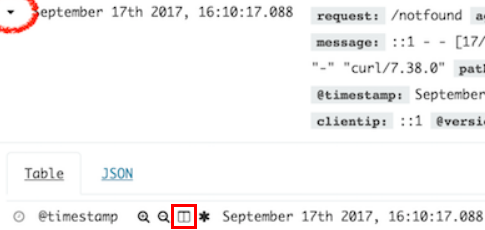 September 17th 2017, 16:10:17.088 request: /notfound
message: ::1 - - [17/
"-" "curl/7.38.0"
@timestamp: September
clientip: ::1
Table JSON
@timestamp September 17th 2017, 16:10:17.088